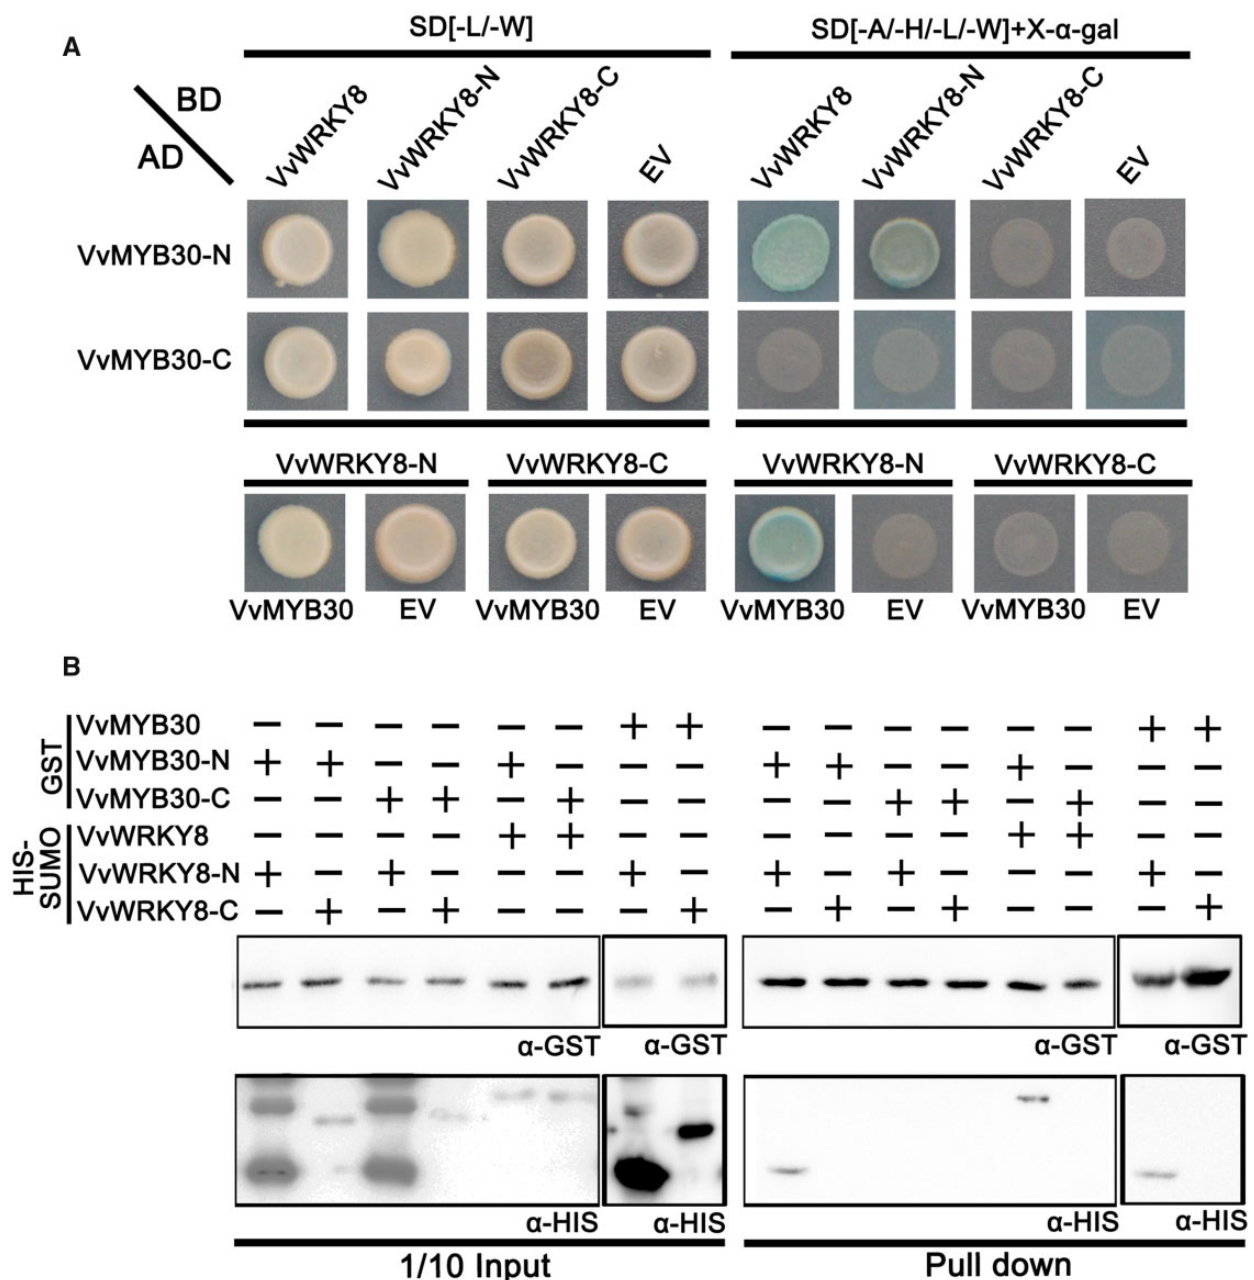 A
SD[-L/-W] SD[-A/-H/-L/-W]+X-α-gal
BD
AD
VvWRKY8 VvWRKY8-N VvWRKY8-C EV VvWRKY8 VvWRKY8-N VvWRKY8-C EV
VvMYB30-N
VvMYB30-C
VvWRKY8-N VvWRKY8-C VvWRKY8-N VvWRKY8-C
VvMYB30 EV VvMYB30 EV VvMYB30 EV VvMYB30 EV
B
GST
VvMYB30 − − − − − − + + − − − − − − + +
VvMYB30-N + + − − + − − − + + − − + − − −
VvMYB30-C − − + + − + − − − − + + − + − −
HIS-SUMO
VvWRKY8 − − − − + + − − − − − − + + − −
VvWRKY8-N + − + − − − + − + − + − − − + −
VvWRKY8-C − + − + − − − + − + − + − − − +
α-GST α-GST α-GST α-GST
α-HIS α-HIS α-HIS α-HIS
1/10 Input Pull down